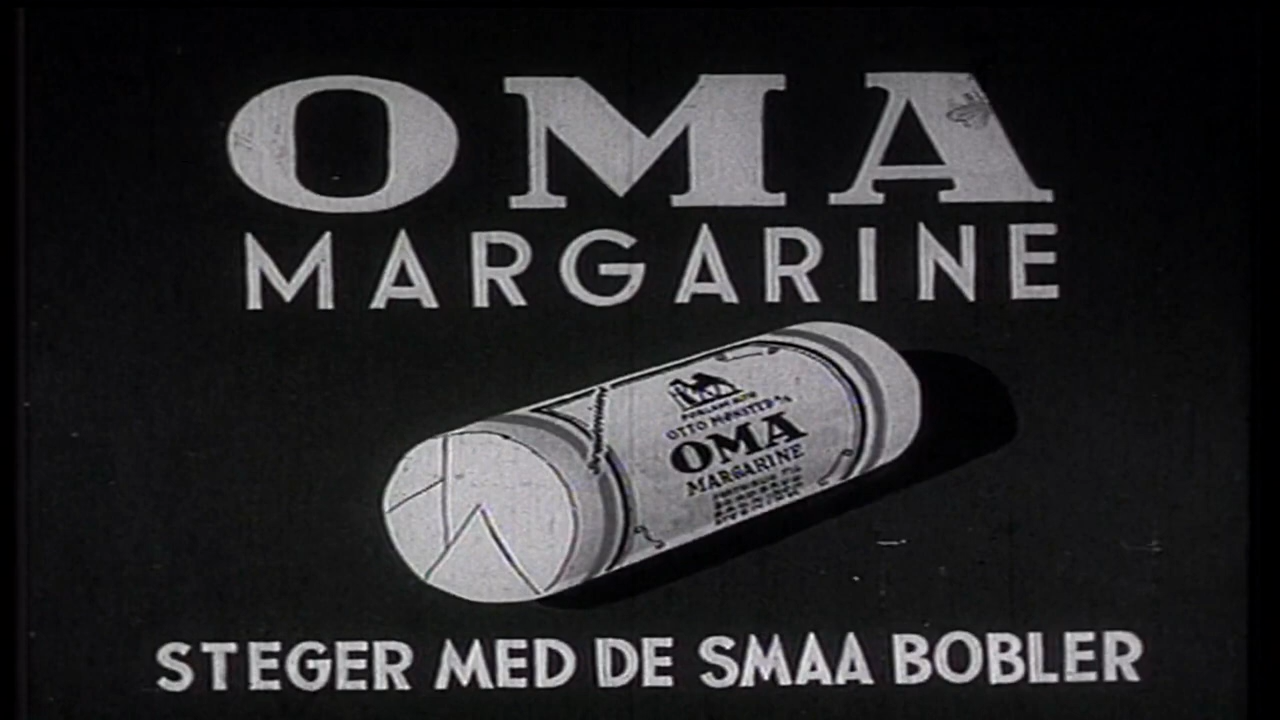 OMA
MARGARINE
OTTO MØNSTED A/S
OMA
MARGARINE
STEGER MED DE SMAA BOBLER